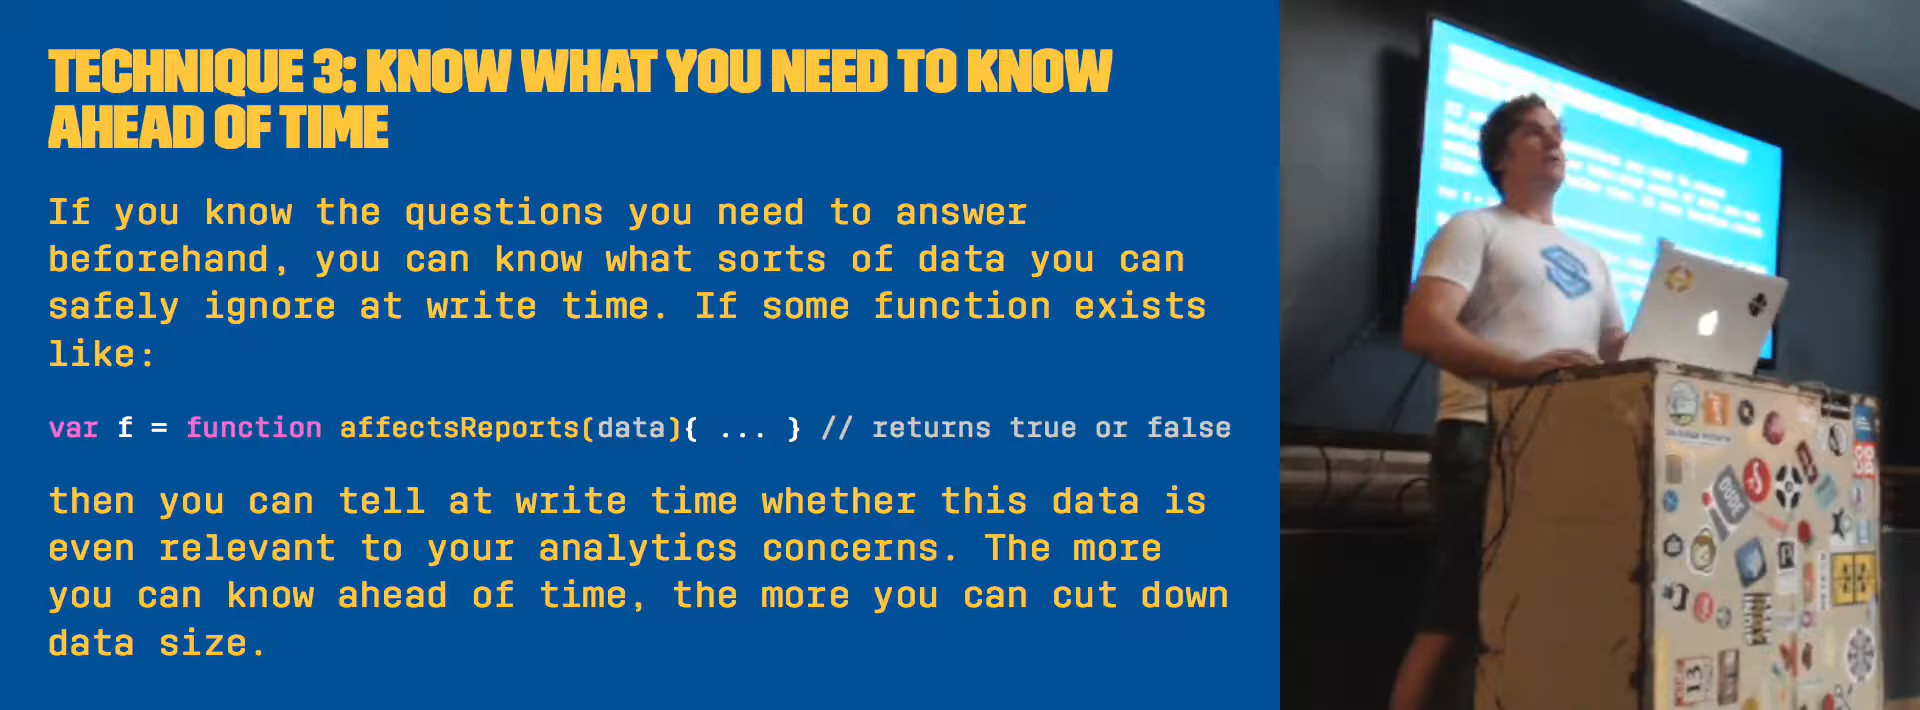 TECHNIQUE 3: KNOW WHAT YOU NEED TO KNOW
AHEAD OF TIME
If you know the questions you need to answer
beforehand, you can know what sorts of data you can
safely ignore at write time. If some function exists
like:
var f = function affectsReports(data){ ... } // returns true or false
then you can tell at write time whether this data is
even relevant to your analytics concerns. The more
you can know ahead of time, the more you can cut down
data size.
DUDE
13